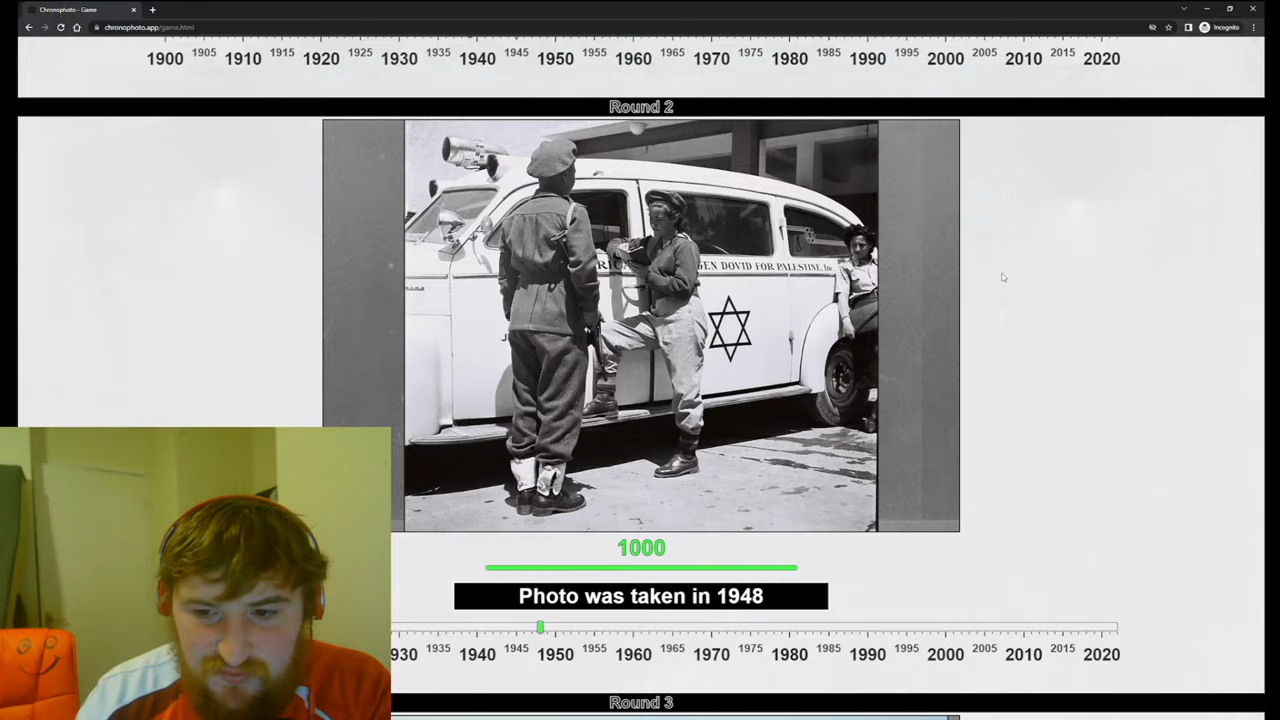 Chronophoto - Game
chronophoto.app/game.html
Incognito
1900 1905 1910 1915 1920 1925 1930 1935 1940 1945 1950 1955 1960 1965 1970 1975 1980 1985 1990 1995 2000 2005 2010 2015 2020
Round 2
GEN DOVID FOR PALESTINE, Inc.
1000
Photo was taken in 1948
930 1935 1940 1945 1950 1955 1960 1965 1970 1975 1980 1985 1990 1995 2000 2005 2010 2015 2020
Round 3